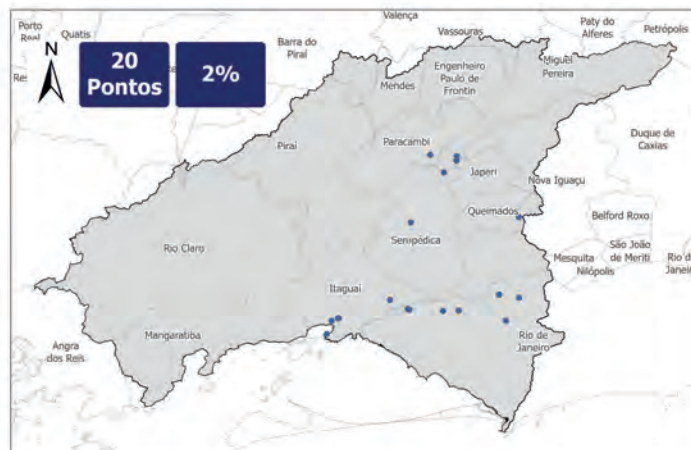 Porto
Real
Quatis
Valença
Vassouras
Paty do
Alferes
Petrópolis
N
20
Pontos
2%
Barra do
Piraí
Miguel
Pereira
Engenheiro
Paulo de
Frontin
Mendes
Duque de
Caxias
Piraí
Paracambi
Japeri
Nova Iguaçu
Queimados
Belford Roxo
Rio Claro
Seropédica
São João
de Meriti
Mesquita
Nilópolis
Itaguaí
Mangaratiba
Angra
dos Reis
Rio de
Janeiro